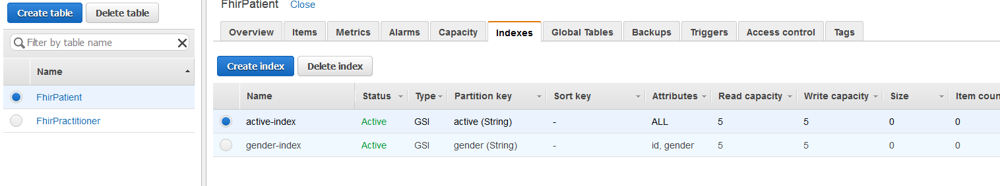 FhirPatient Close
Create table Delete table
Overview Items Metrics Alarms Capacity Indexes Global Tables Backups Triggers Access control Tags
Filter by table name
Create index Delete index
Name
Name Status Type Partition key Sort key Attributes Read capacity Write capacity Size Item coun
FhirPatient
active-index Active GSI active (String) - ALL 5 5 0 0
FhirPractitioner
gender-index Active GSI gender (String) - id, gender 5 5 0 0